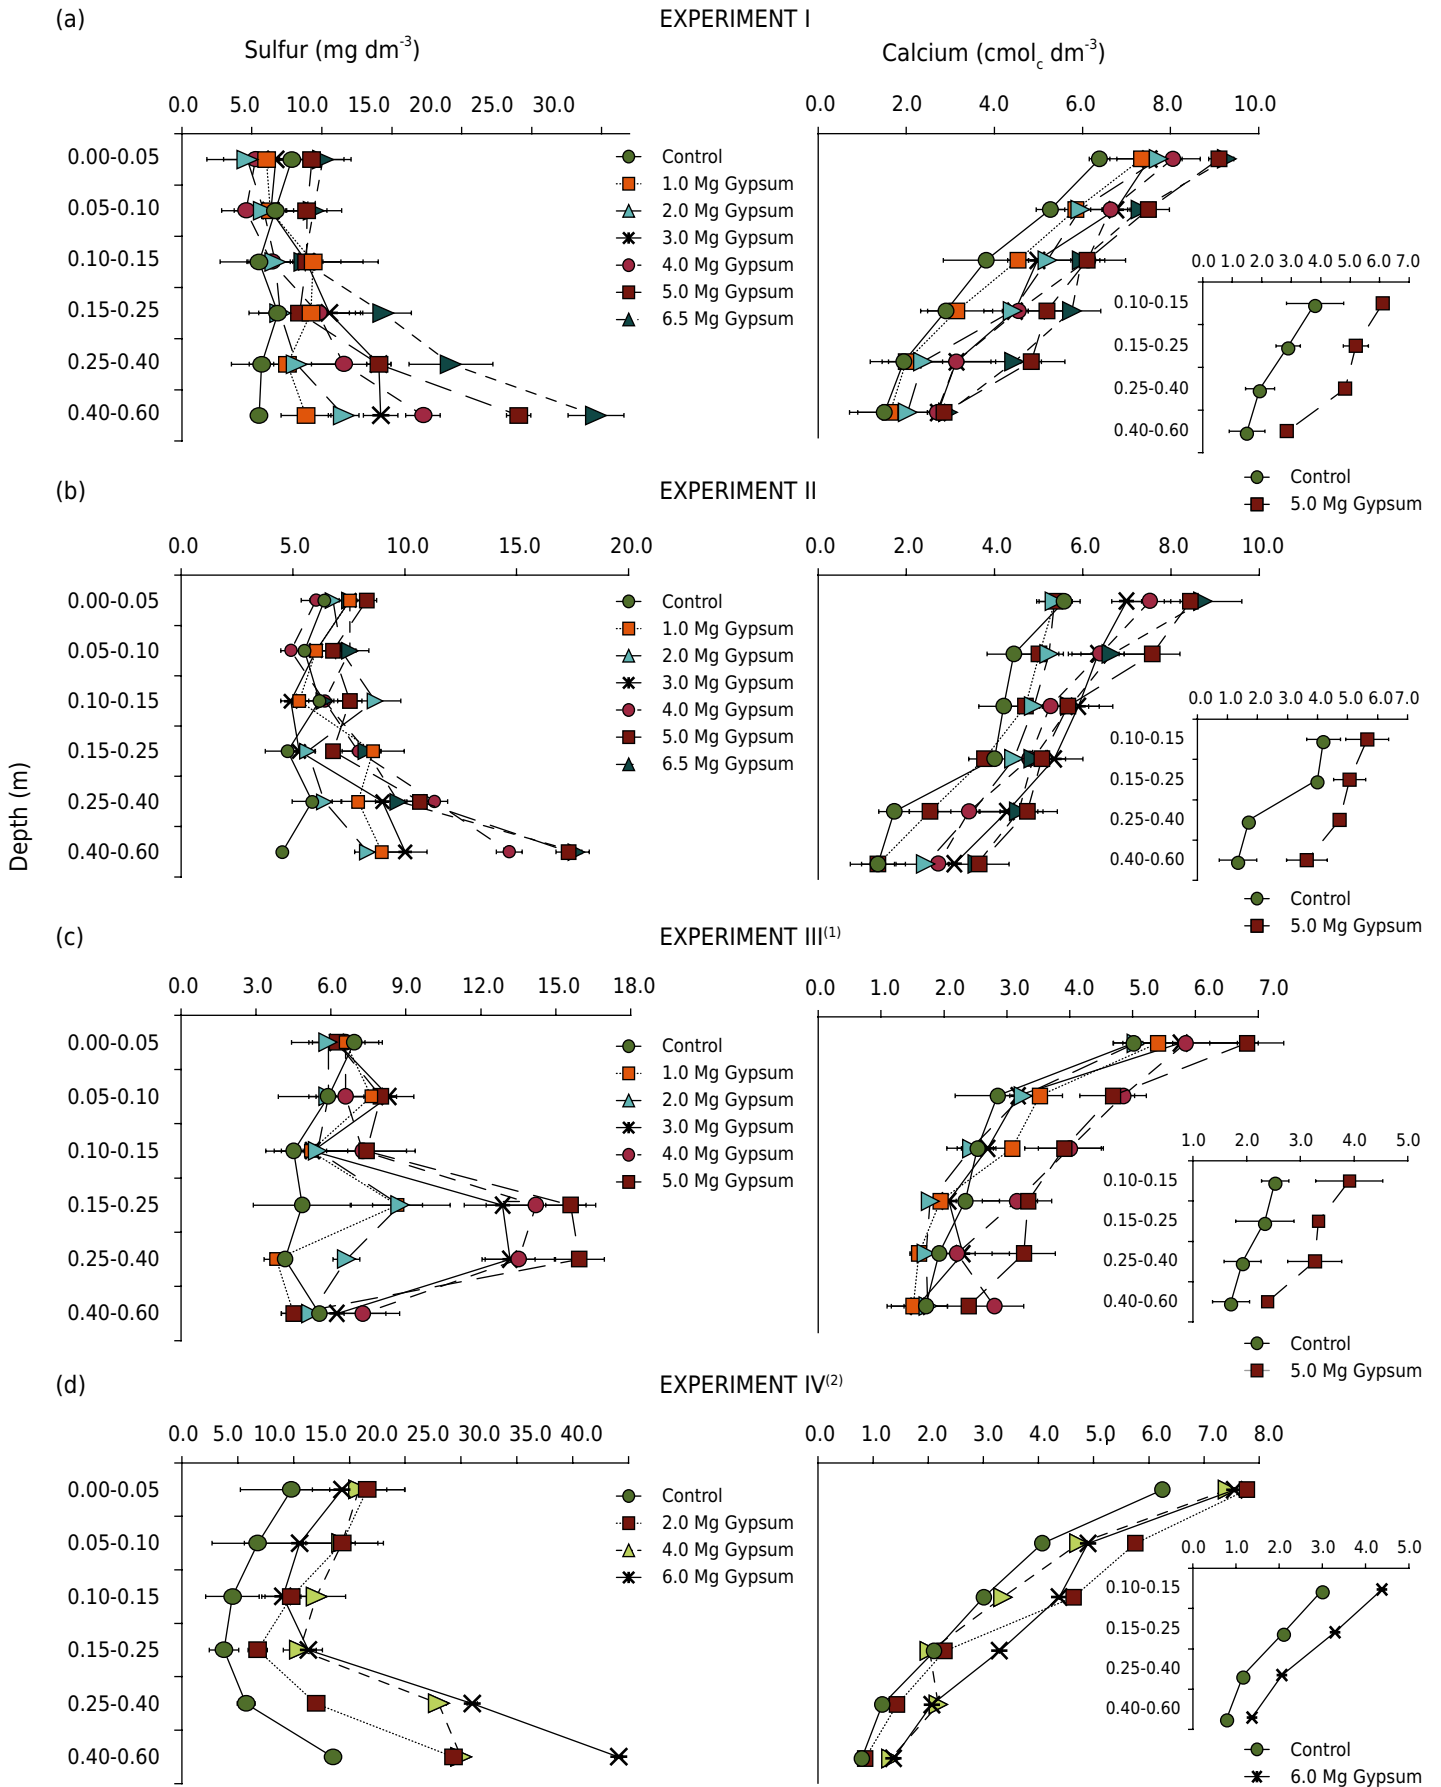 (a) EXPERIMENT I
Sulfur (mg dm⁻³) Calcium (cmol_c dm⁻³)
0.0 5.0 10.0 15.0 20.0 25.0 30.0
0.0 2.0 4.0 6.0 8.0 10.0
0.00-0.05
0.05-0.10
0.10-0.15
0.15-0.25
0.25-0.40
0.40-0.60
Control
1.0 Mg Gypsum
2.0 Mg Gypsum
3.0 Mg Gypsum
4.0 Mg Gypsum
5.0 Mg Gypsum
6.5 Mg Gypsum
0.0 1.0 2.0 3.0 4.0 5.0 6.0 7.0
0.10-0.15
0.15-0.25
0.25-0.40
0.40-0.60
Control
5.0 Mg Gypsum
(b) EXPERIMENT II
0.0 5.0 10.0 15.0 20.0
0.0 2.0 4.0 6.0 8.0 10.0
0.00-0.05
0.05-0.10
0.10-0.15
0.15-0.25
0.25-0.40
0.40-0.60
Control
1.0 Mg Gypsum
2.0 Mg Gypsum
3.0 Mg Gypsum
4.0 Mg Gypsum
5.0 Mg Gypsum
6.5 Mg Gypsum
0.0 1.0 2.0 3.0 4.0 5.0 6.0 7.0
0.10-0.15
0.15-0.25
0.25-0.40
0.40-0.60
Control
5.0 Mg Gypsum
Depth (m)
(c) EXPERIMENT III⁽¹⁾
0.0 3.0 6.0 9.0 12.0 15.0 18.0
0.0 1.0 2.0 3.0 4.0 5.0 6.0 7.0
0.00-0.05
0.05-0.10
0.10-0.15
0.15-0.25
0.25-0.40
0.40-0.60
Control
1.0 Mg Gypsum
2.0 Mg Gypsum
3.0 Mg Gypsum
4.0 Mg Gypsum
5.0 Mg Gypsum
1.0 2.0 3.0 4.0 5.0
0.10-0.15
0.15-0.25
0.25-0.40
0.40-0.60
Control
5.0 Mg Gypsum
(d) EXPERIMENT IV⁽²⁾
0.0 5.0 10.0 15.0 20.0 25.0 30.0 35.0 40.0
0.0 1.0 2.0 3.0 4.0 5.0 6.0 7.0 8.0
0.00-0.05
0.05-0.10
0.10-0.15
0.15-0.25
0.25-0.40
0.40-0.60
Control
2.0 Mg Gypsum
4.0 Mg Gypsum
6.0 Mg Gypsum
0.0 1.0 2.0 3.0 4.0 5.0
0.10-0.15
0.15-0.25
0.25-0.40
0.40-0.60
Control
6.0 Mg Gypsum